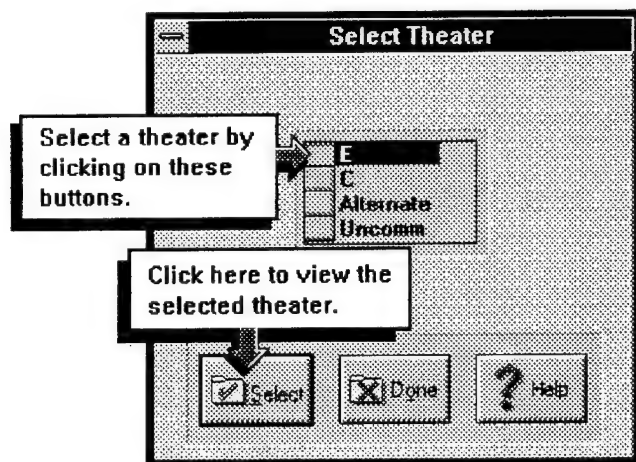 Select Theater
Select a theater by
clicking on these
buttons.
E
C
Alternate
Uncomm
Click here to view the
selected theater.
Select
Done
Help